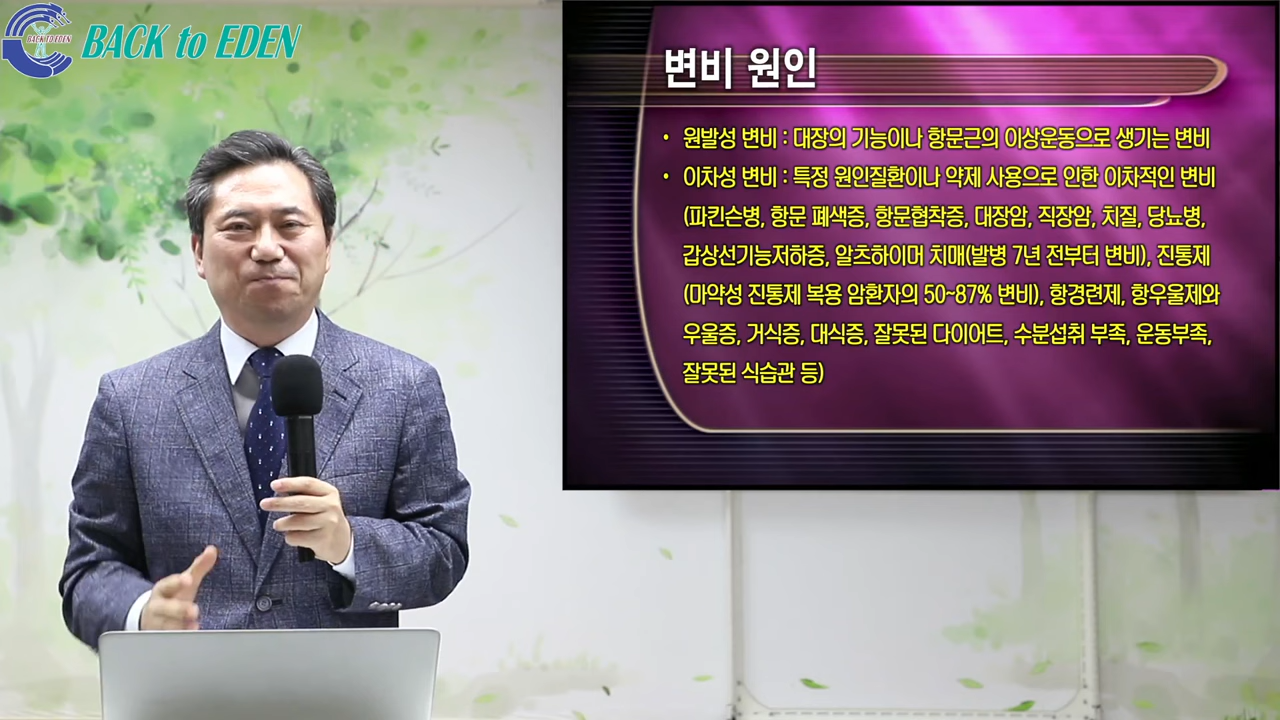 BACK TO EDEN
BACK to EDEN
변비 원인
• 원발성 변비 : 대장의 기능이나 항문근의 이상운동으로 생기는 변비
• 이차성 변비 : 특정 원인질환이나 약제 사용으로 인한 이차적인 변비
(파킨슨병, 항문 폐색증, 항문협착증, 대장암, 직장암, 치질, 당뇨병,
갑상선기능저하증, 알츠하이머 치매(발병 7년 전부터 변비), 진통제
(마약성 진통제 복용 암환자의 50~87% 변비), 항경련제, 항우울제와
우울증, 거식증, 대식증, 잘못된 다이어트, 수분섭취 부족, 운동부족,
잘못된 식습관 등)